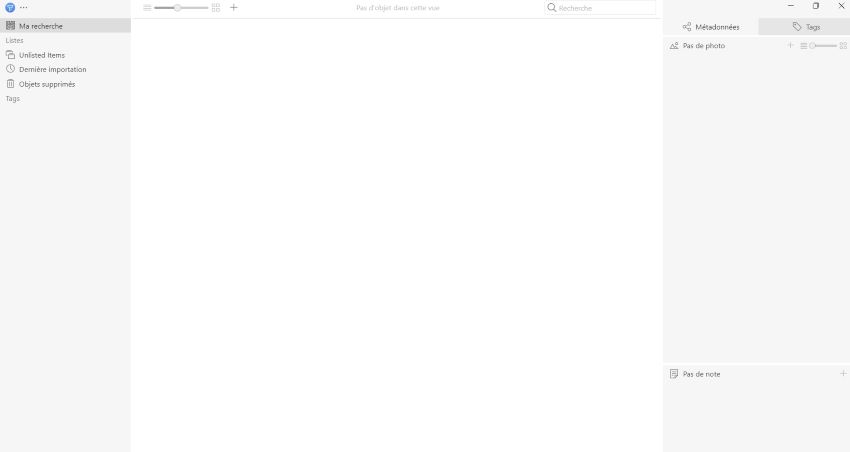 Pas d'objet dans cette vue
Recherche
Ma recherche
Listes
Unlisted Items
Dernière importation
Objets supprimés
Tags
Métadonnées
Tags
Pas de photo
Pas de note